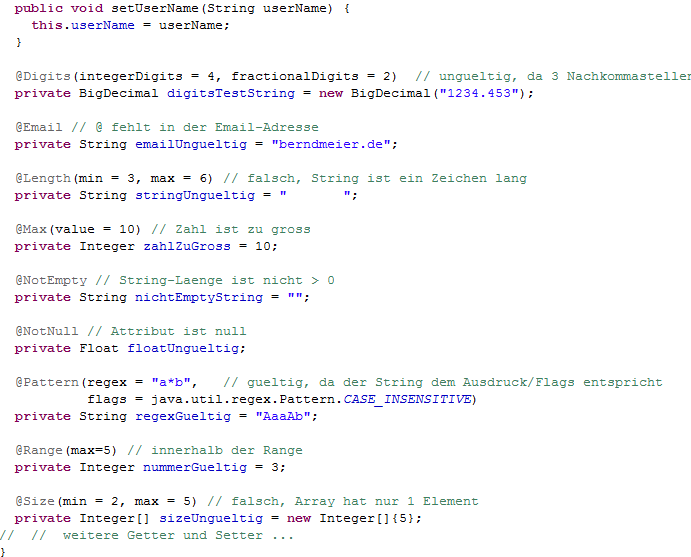 public void setUserName(String userName) {
this.userName = userName;
}
@Digits(integerDigits = 4, fractionalDigits = 2)  // ungueltig, da 3 Nachkommasteller
private BigDecimal digitsTestString = new BigDecimal("1234.453");
@Email // @ fehlt in der Email-Adresse
private String emailUngueltig = "berndmeier.de";
@Length(min = 3, max = 6) // falsch, String ist ein Zeichen lang
private String stringUngueltig = "       ";
@Max(value = 10) // Zahl ist zu gross
private Integer zahlZuGross = 10;
@NotEmpty // String-Laenge ist nicht > 0
private String nichtEmptyString = "";
@NotNull // Attribut ist null
private Float floatUngueltig;
@Pattern(regex = "a*b",   // gueltig, da der String dem Ausdruck/Flags entspricht
flags = java.util.regex.Pattern.CASE_INSENSITIVE)
private String regexGueltig = "AaaAb";
@Range(max=5) // innerhalb der Range
private Integer nummerGueltig = 3;
@Size(min = 2, max = 5) // falsch, Array hat nur 1 Element
private Integer[] sizeUngueltig = new Integer[]{5};
//  //  weitere Getter und Setter ...
}